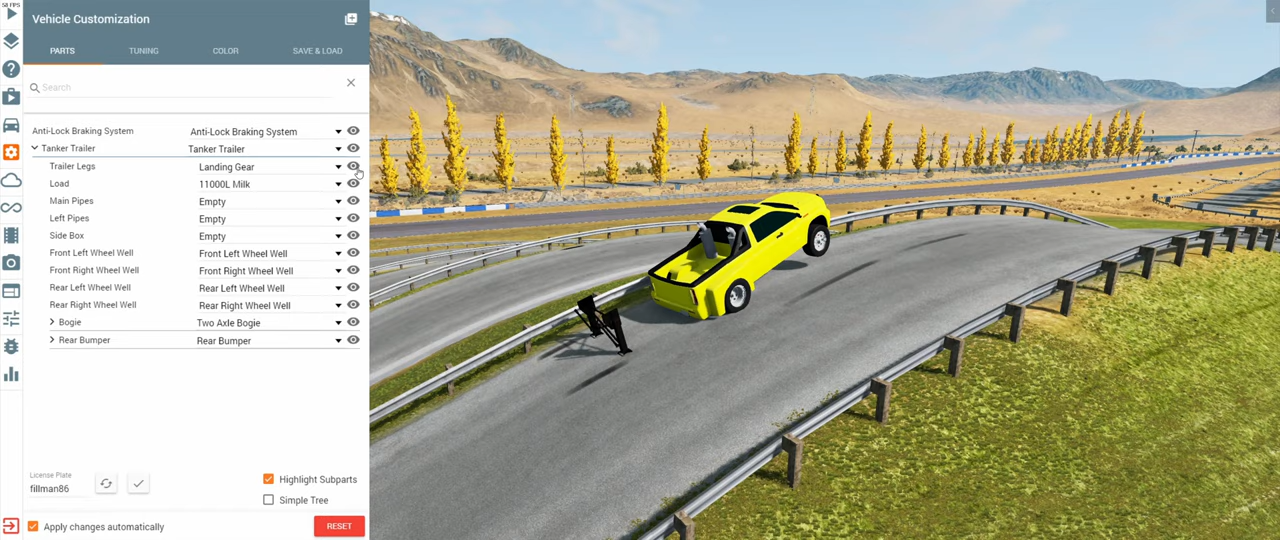 58 FPS
Vehicle Customization
PARTS TUNING COLOR SAVE & LOAD
Search
Anti-Lock Braking System Anti-Lock Braking System
Tanker Trailer Tanker Trailer
Trailer Legs Landing Gear
Load 11000L Milk
Main Pipes Empty
Left Pipes Empty
Side Box Empty
Front Left Wheel Well Front Left Wheel Well
Front Right Wheel Well Front Right Wheel Well
Rear Left Wheel Well Rear Left Wheel Well
Rear Right Wheel Well Rear Right Wheel Well
Bogie Two Axle Bogie
Rear Bumper Rear Bumper
License Plate
fillman86
Highlight Subparts
Simple Tree
Apply changes automatically RESET